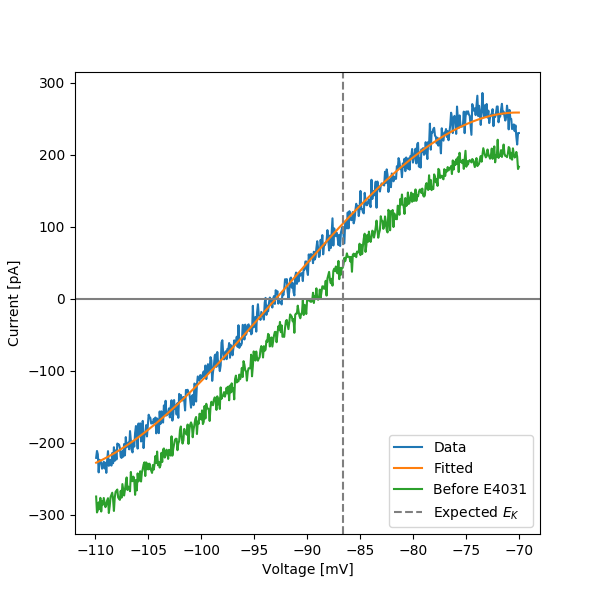 300
200
100
0
−100
−200
−300
Current [pA]
−110 −105 −100 −95 −90 −85 −80 −75 −70
Voltage [mV]
Data
Fitted
Before E4031
Expected $E_K$